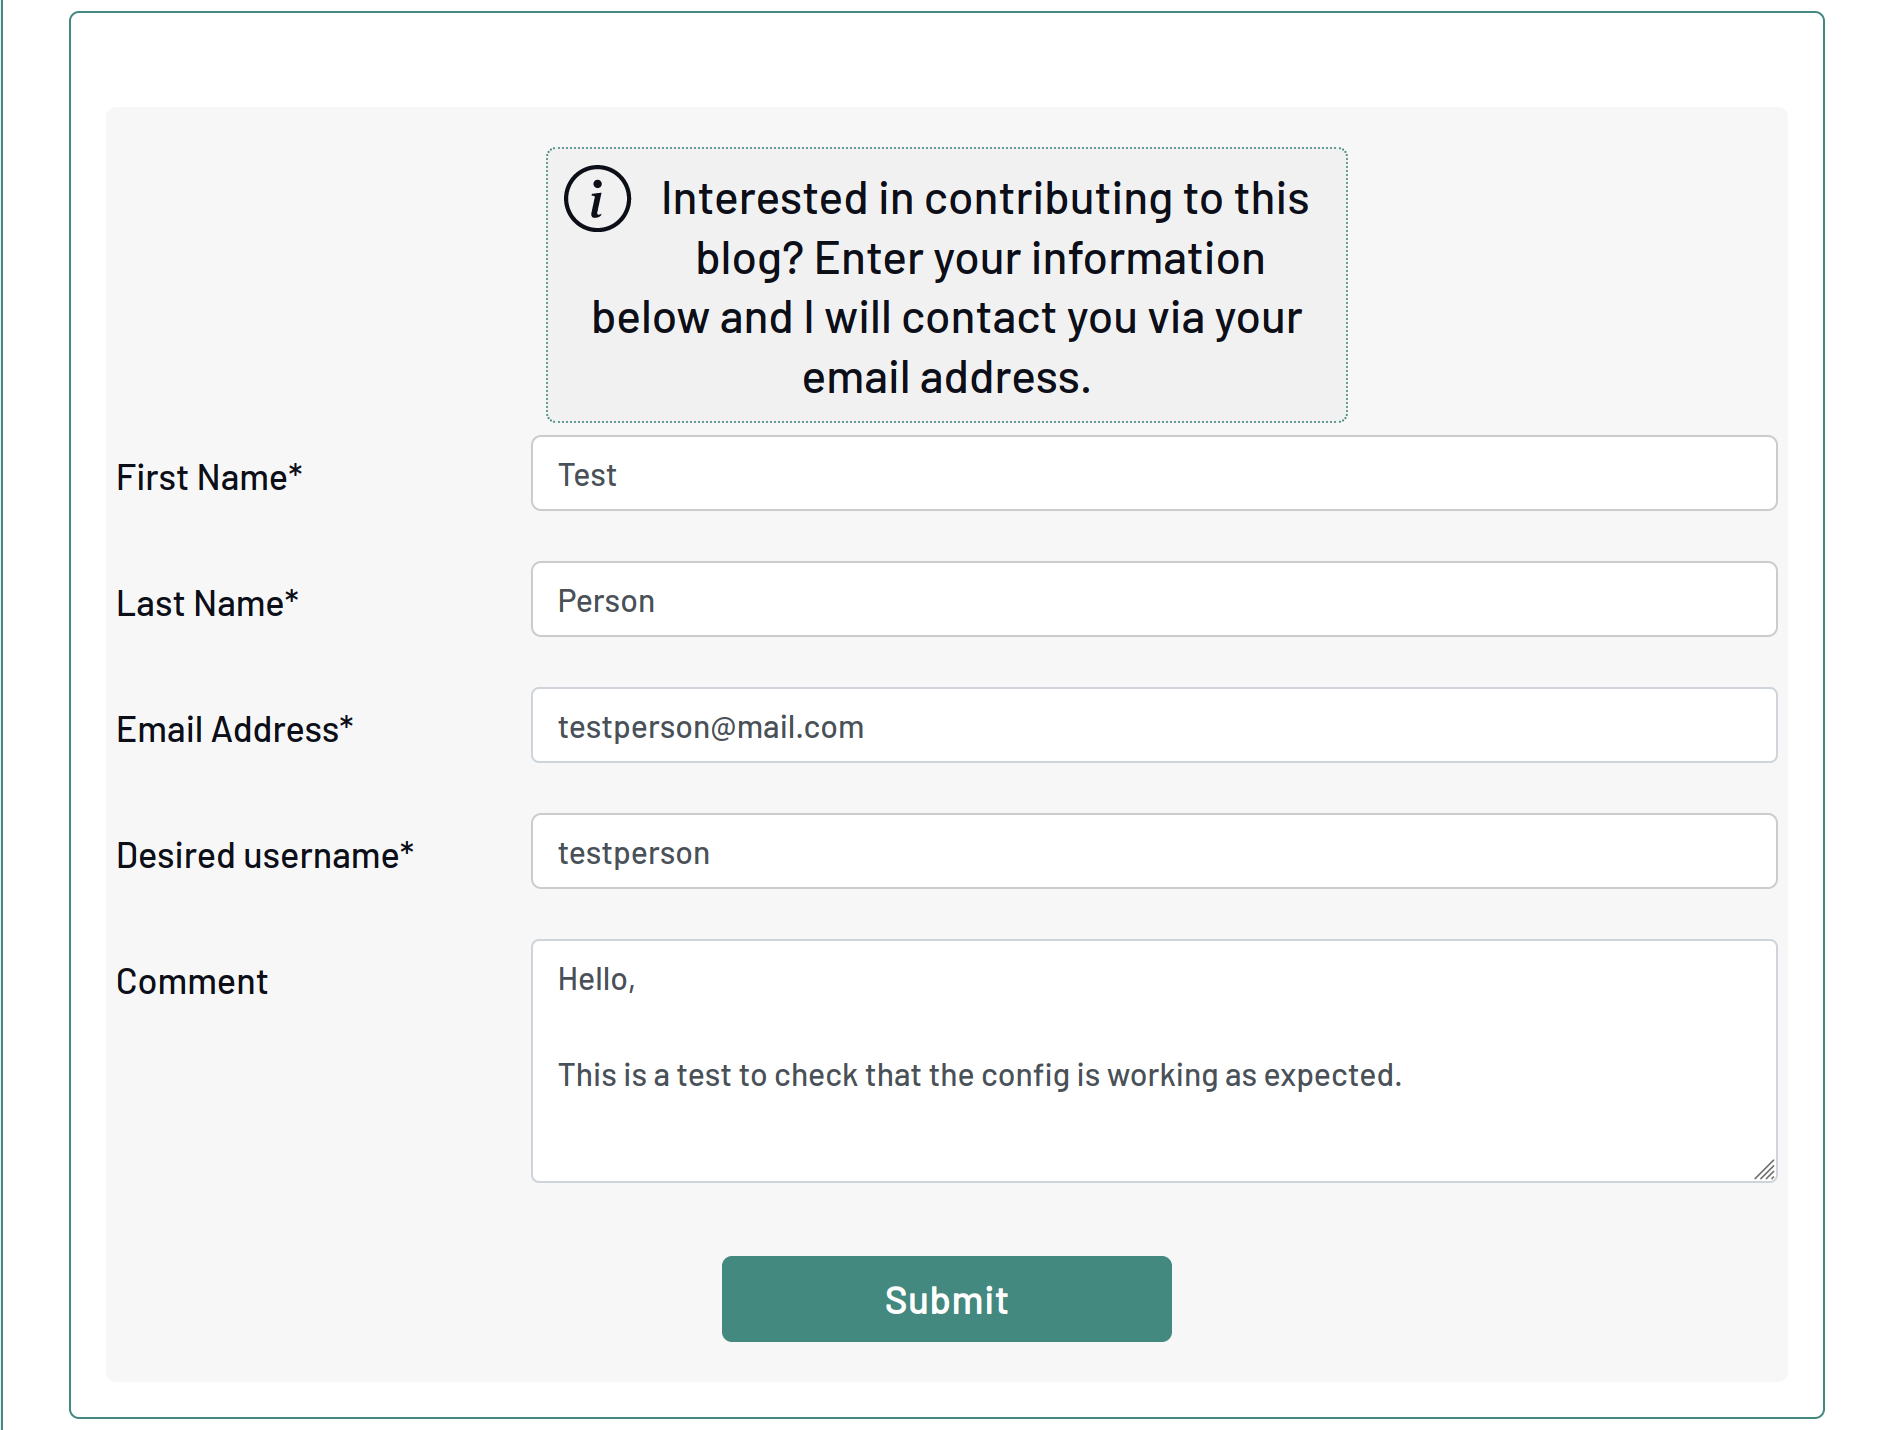 i
Interested in contributing to this
blog? Enter your information
below and I will contact you via your
email address.
First Name*
Test
Last Name*
Person
Email Address*
testperson@mail.com
Desired username*
testperson
Comment
Hello,
This is a test to check that the config is working as expected.
Submit